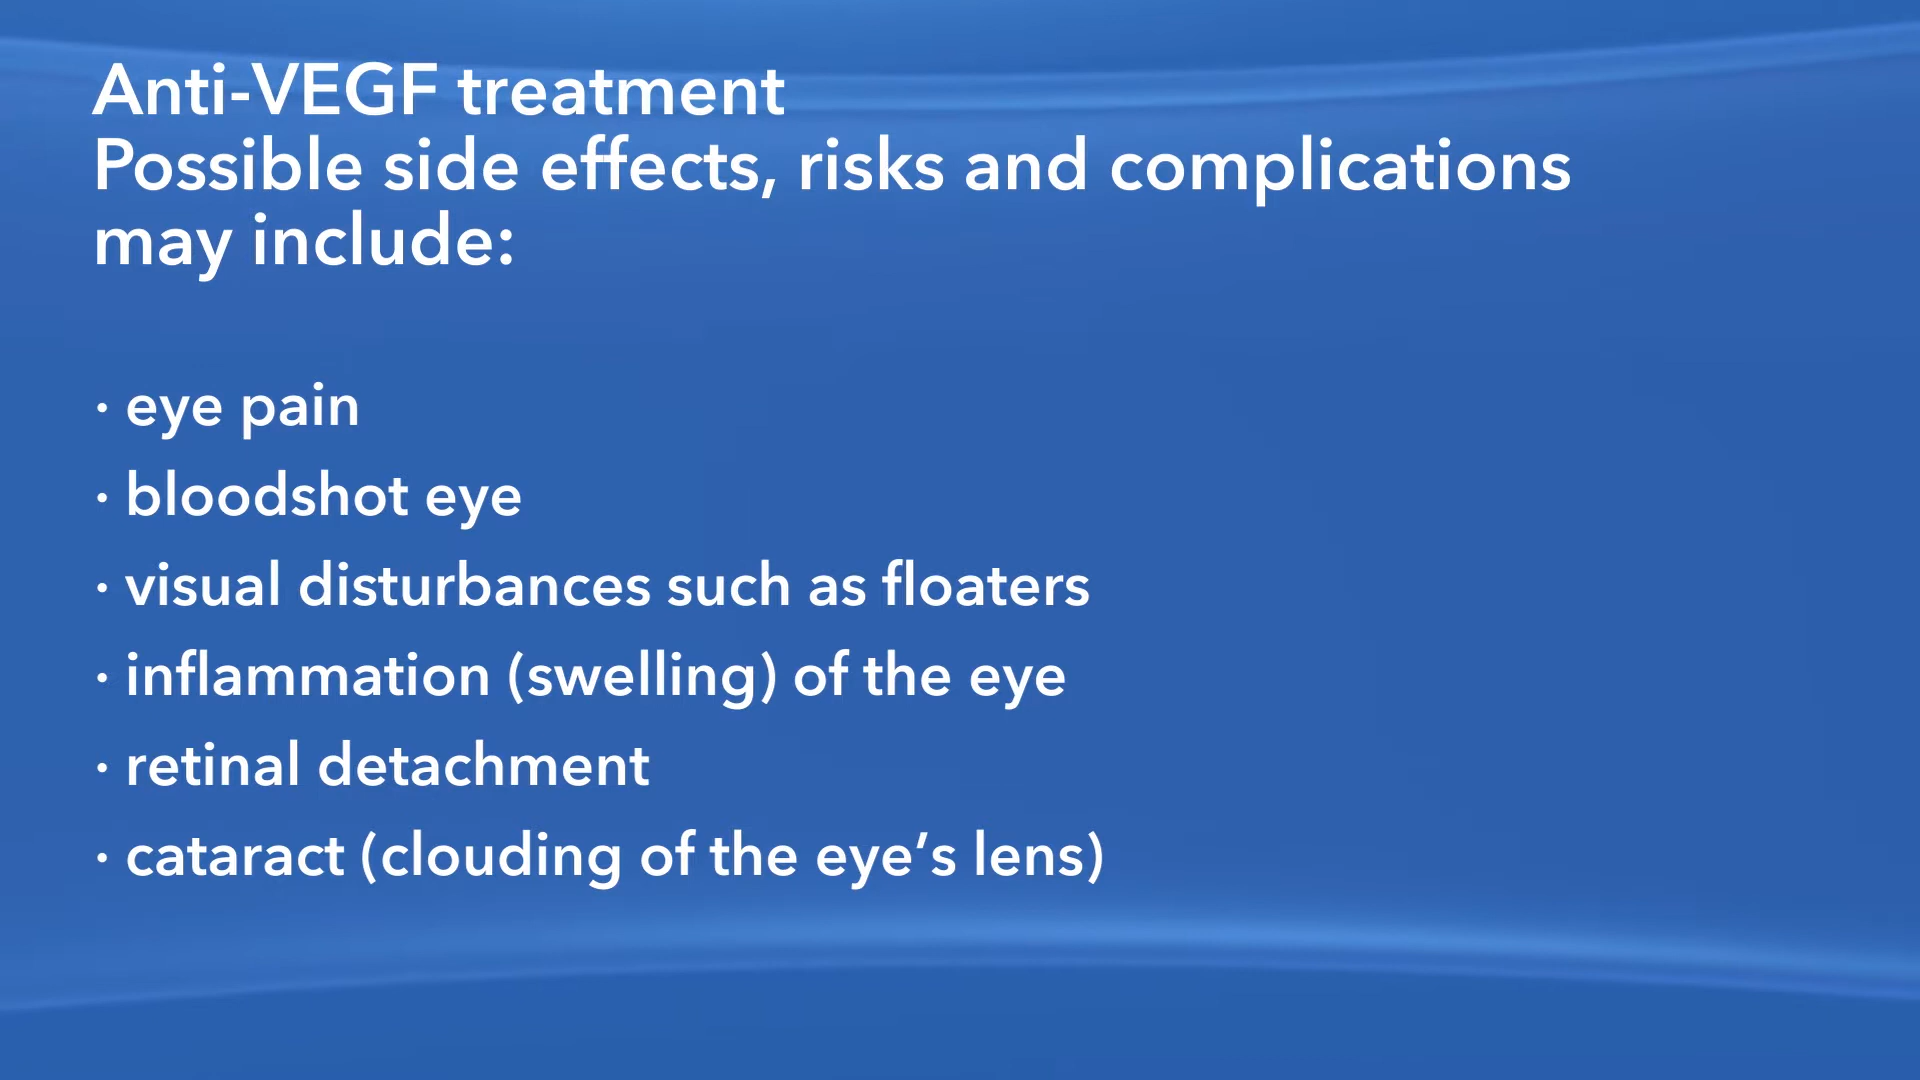 Anti-VEGF treatment
Possible side effects, risks and complications
may include:
· eye pain
· bloodshot eye
· visual disturbances such as floaters
· inflammation (swelling) of the eye
· retinal detachment
· cataract (clouding of the eye’s lens)